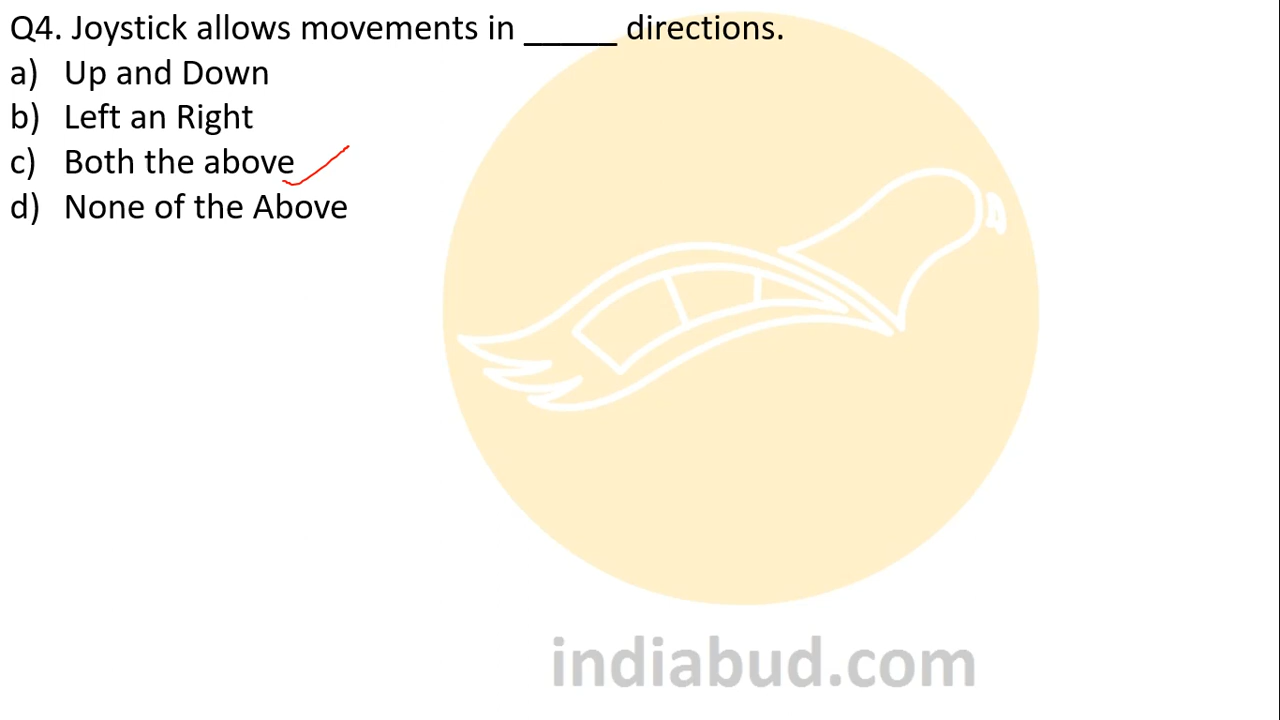 Q4. Joystick allows movements in _____ directions.
a) Up and Down
b) Left an Right
c) Both the above
d) None of the Above
indiabud.com